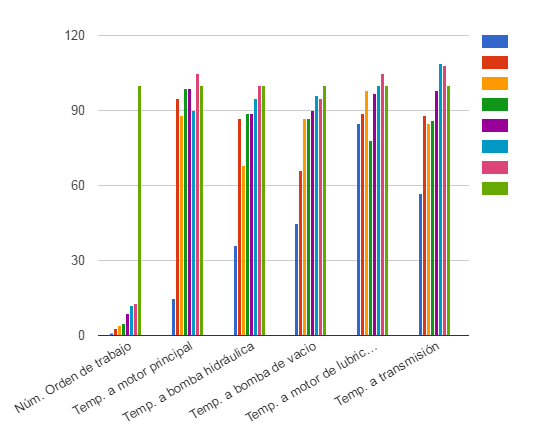 120
90
60
30
0
Núm. Orden de trabajo
Temp. a motor principal
Temp. a bomba hidráulica
Temp. a bomba de vacio
Temp. a motor de lubric...
Temp. a transmisión